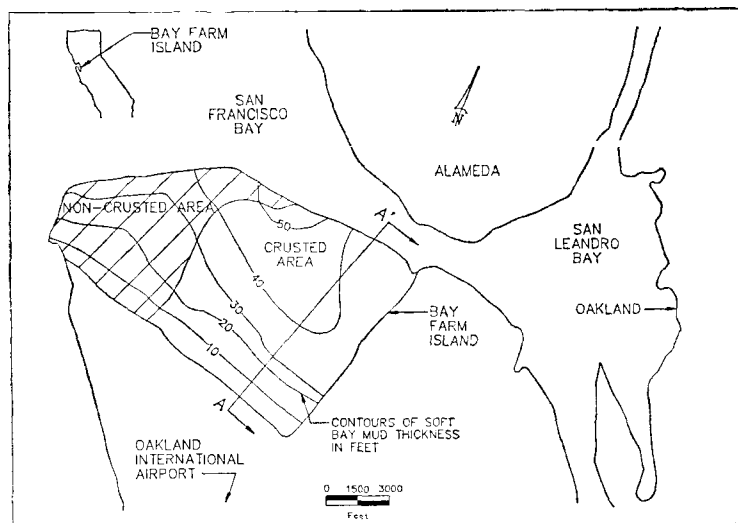 BAY FARM
ISLAND
SAN
FRANCISCO
BAY
N
ALAMEDA
NON-CRUSTED AREA
50
A'
CRUSTED
AREA
SAN
LEANDRO
BAY
40
30
20
10
OAKLAND
BAY
FARM
ISLAND
A
CONTOURS OF SOFT
BAY MUD THICKNESS
IN FEET
OAKLAND
INTERNATIONAL
AIRPORT
0 1500 3000
Feet